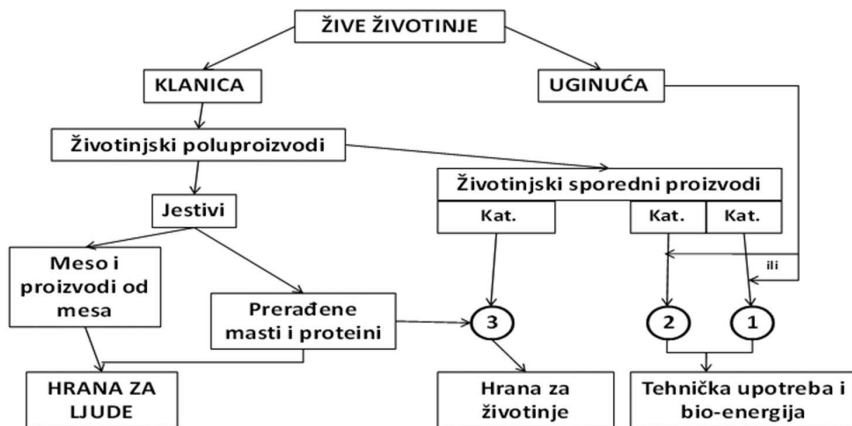 ŽIVE ŽIVOTINJE
KLANICA
UGINUĆA
Životinjski poluproizvodi
Životinjski sporedni proizvodi
Kat.
Kat.
Kat.
Jestivi
Meso i
proizvodi od
mesa
ili
Prerađene
masti i proteini
3
2
1
HRANA ZA
LJUDE
Hrana za
životinje
Tehnička upotreba i
bio-energija